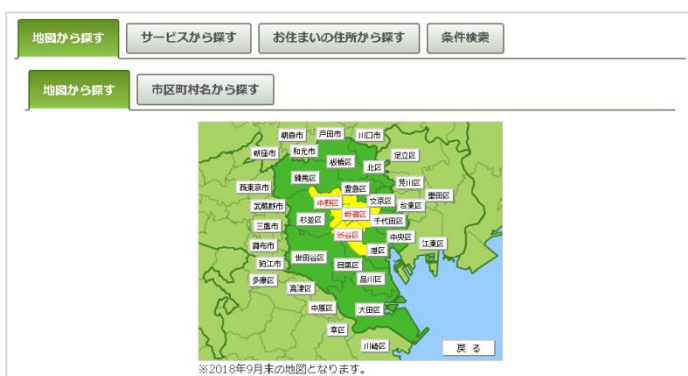 地図から探す サービスから探す お住まいの住所から探す 条件検索
地図から探す 市区町村名から探す
朝霞市 戸田市 川口市
新座市 和光市 板橋区 北区 足立区
練馬区 荒川区
西東京市 豊島区 墨田区
武蔵野市 中野区 文京区 台東区
三鷹市 杉並区 新宿区 千代田区
調布市 渋谷区 中央区 江東区
狛江市 世田谷区 目黒区 港区
多摩区 高津区 品川区
中原区 大田区
幸区
川崎区 戻る
※2018年9月末の地図となります。